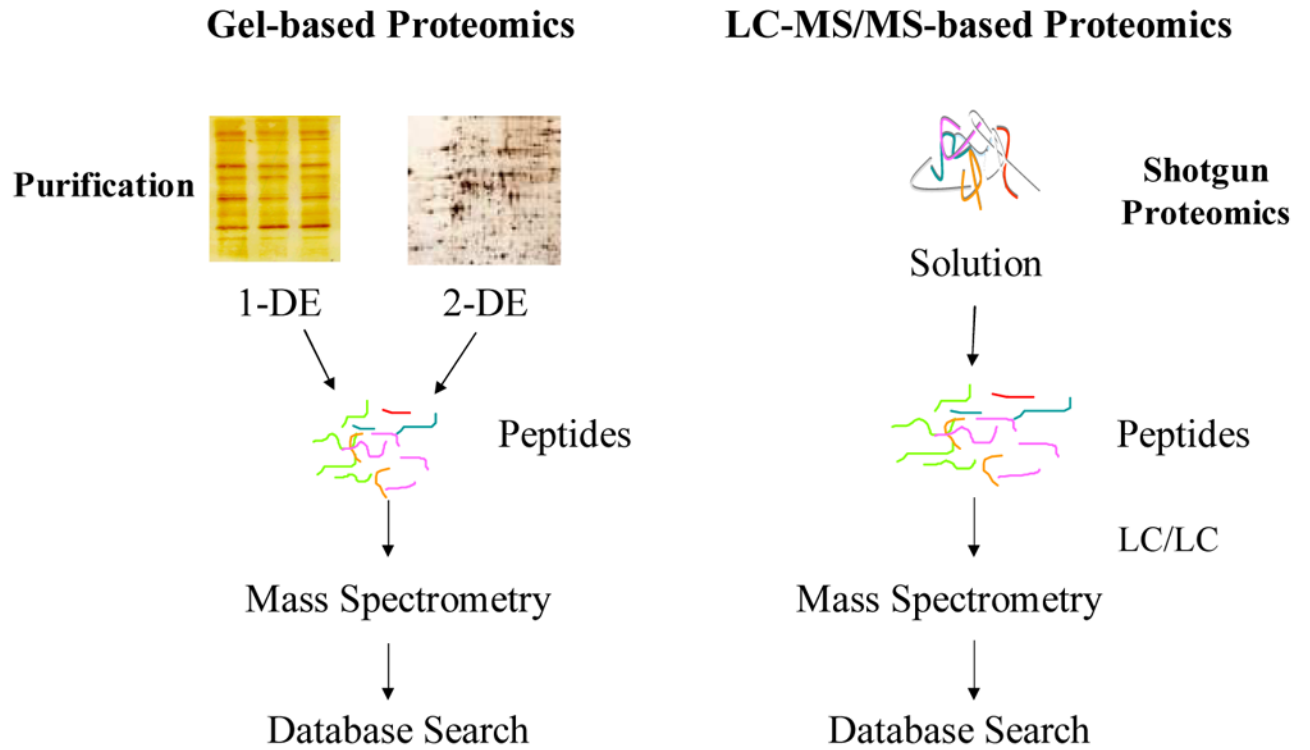 Gel-based Proteomics
LC-MS/MS-based Proteomics
Purification
Shotgun
Proteomics
1-DE
2-DE
Solution
Peptides
Peptides
LC/LC
Mass Spectrometry
Mass Spectrometry
Database Search
Database Search